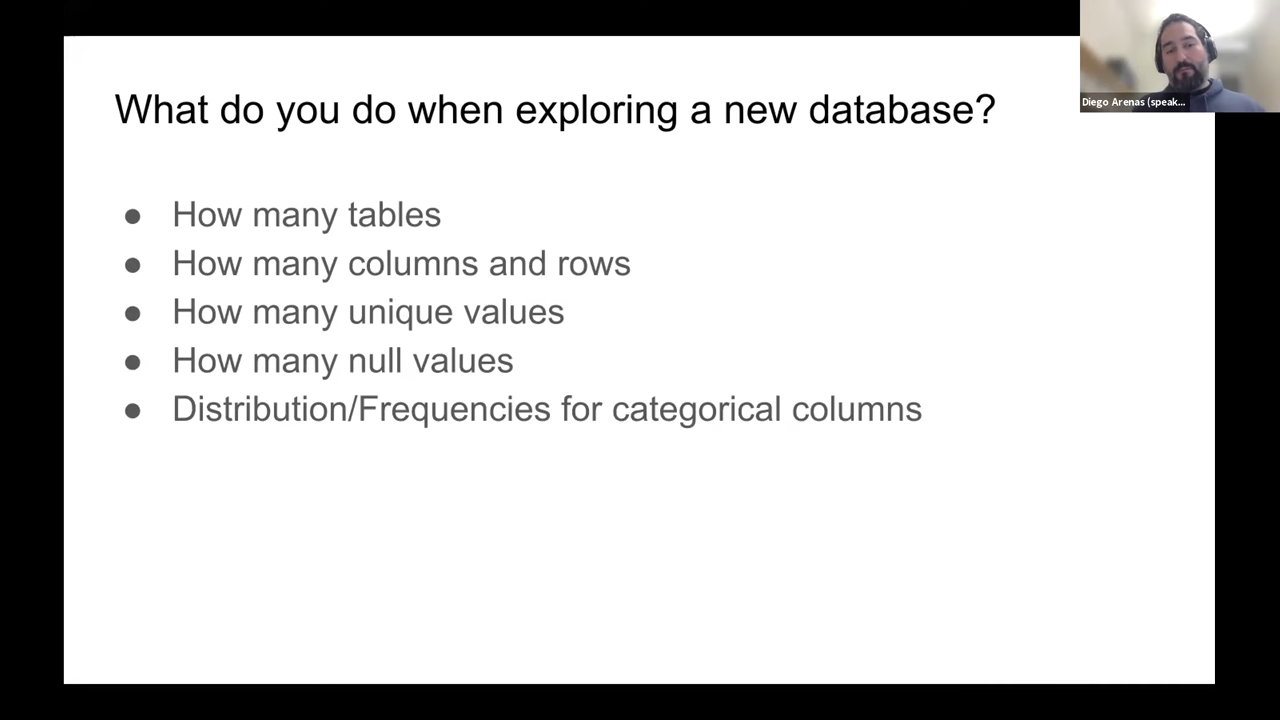 What do you do when exploring a new database?
● How many tables
● How many columns and rows
● How many unique values
● How many null values
● Distribution/Frequencies for categorical columns
Diego Arenas (speak...